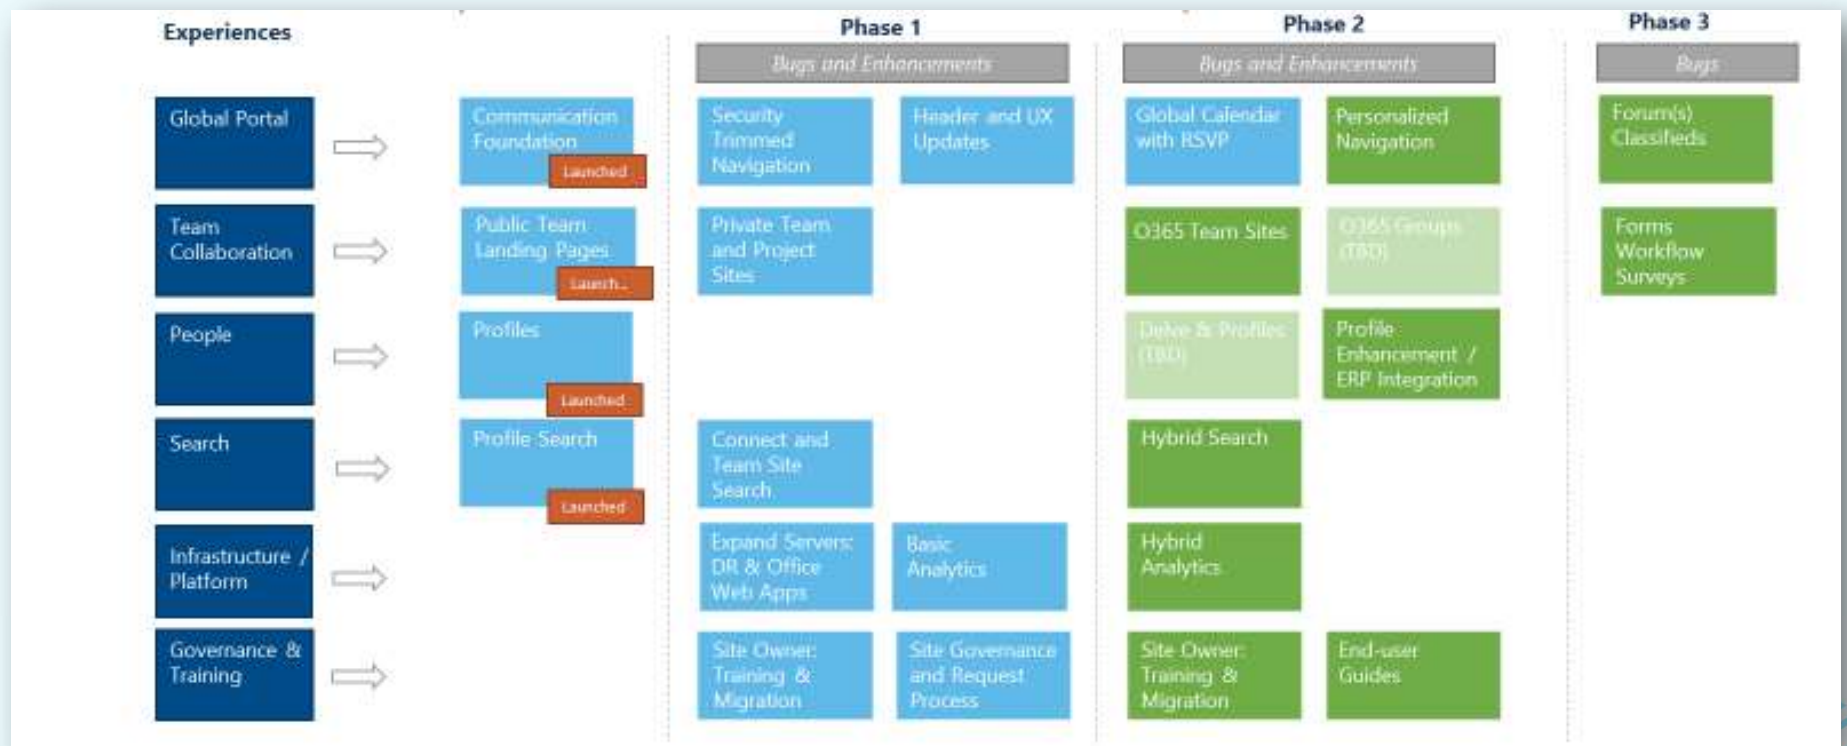 Experiences
Phase 1
Phase 2
Phase 3
Bugs and Enhancements
Bugs and Enhancements
Bugs
Global Portal
Communication
Foundation
Launched
Security
Trimmed
Navigation
Header and UX
Updates
Global Calendar
with RSVP
Personalized
Navigation
Forum(s)
Classifieds
Team
Collaboration
Public Team
Landing Pages
Launch...
Private Team
and Project
Sites
O365 Team Sites
O365 Groups
(TBD)
Forms
Workflow
Surveys
People
Profiles
Launched
Delve & Profiles
(TBD)
Profile
Enhancement /
ERP Integration
Search
Profile Search
Launched
Connect and
Team Site
Search
Hybrid Search
Infrastructure /
Platform
Expand Servers:
DR & Office
Web Apps
Basic
Analytics
Hybrid
Analytics
Governance &
Training
Site Owner:
Training &
Migration
Site Governance
and Request
Process
Site Owner:
Training &
Migration
End-user
Guides